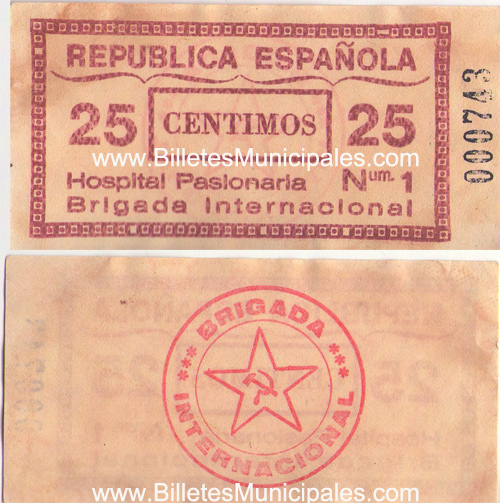 REPUBLICA ESPAÑOLA
25 CENTIMOS 25
www.BilletesMunicipales.com
Hospital Pasionaria Num. 1
Brigada Internacional
000743
*** BRIGADA ***
INTERNACIONAL
www.BilletesMunicipales.com